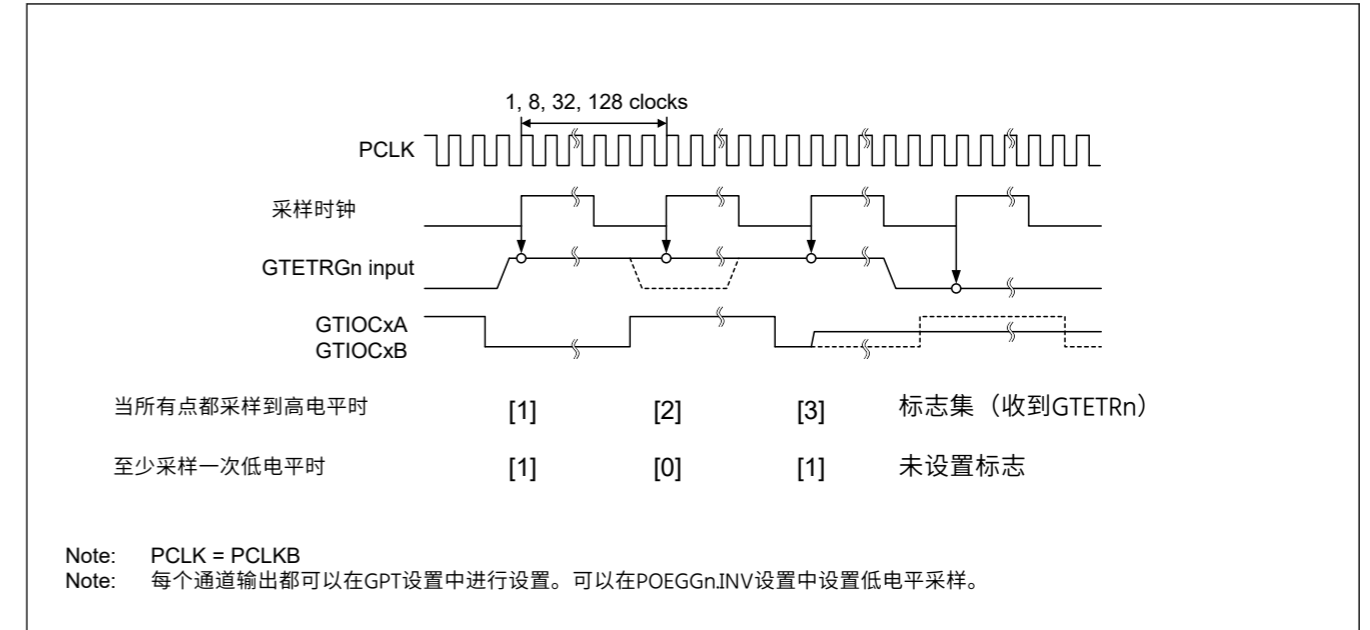 1, 8, 32, 128 clocks
PCLK
采样时钟
GTETRGn input
GTIOCxA
GTIOCxB
当所有点都采样到高电平时 [1] [2] [3] 标志集（收到GTETRn）
至少采样一次低电平时 [1] [0] [1] 未设置标志
Note: PCLK = PCLKB
Note: 每个通道输出都可以在GPT设置中进行设置。可以在POEGGn.INV设置中设置低电平采样。